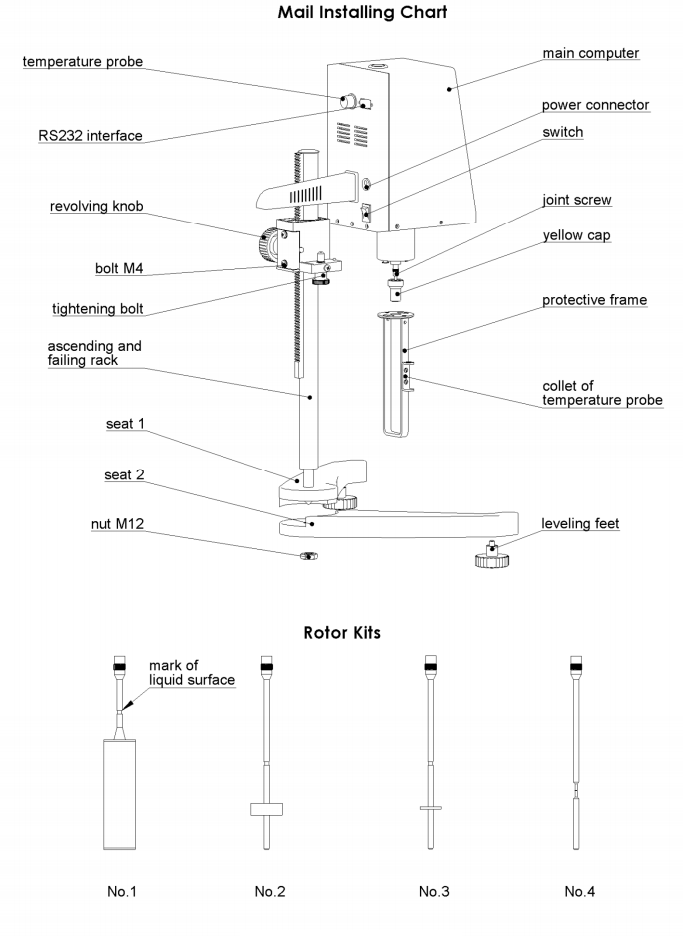 Mail Installing Chart
temperature probe
RS232 interface
revolving knob
bolt M4
tightening bolt
ascending and
failing rack
seat 1
seat 2
nut M12
main computer
power connector
switch
joint screw
yellow cap
protective frame
collet of
temperature probe
leveling feet
Rotor Kits
mark of
liquid surface
No.1
No.2
No.3
No.4